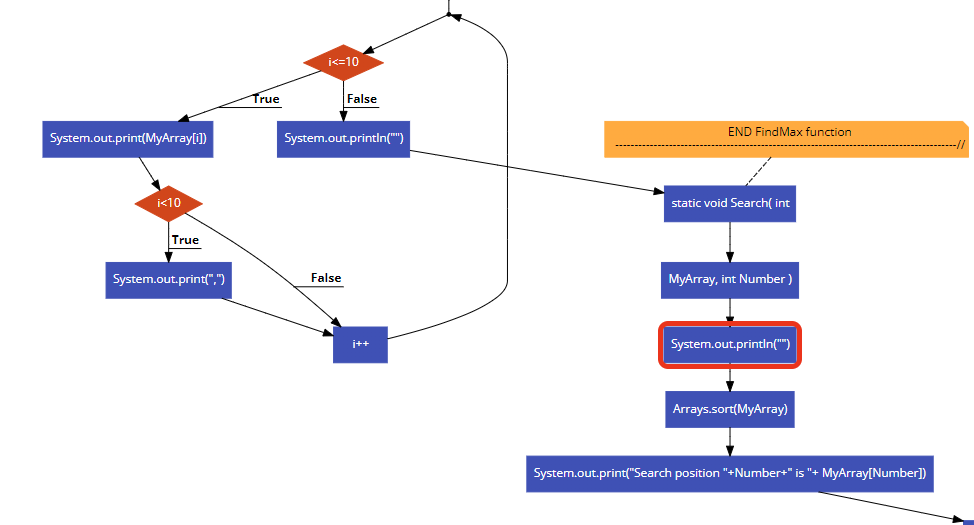 i<=10
True
False
System.out.print(MyArray[i])
System.out.println("")
i<10
True
System.out.print(",")
False
i++
END FindMax function
----------------------------------------------------------------------------------------//
static void Search( int
MyArray, int Number )
System.out.println("")
Arrays.sort(MyArray)
System.out.print("Search position "+Number+" is "+ MyArray[Number])